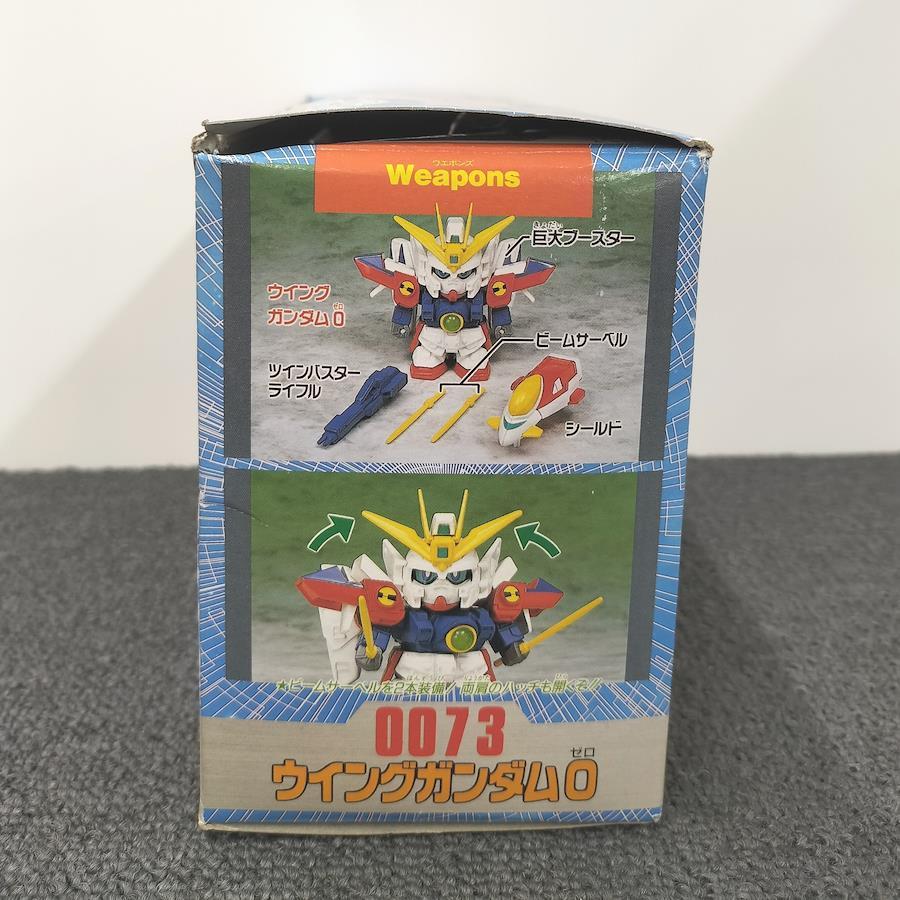 ウエポンズ
Weapons
きょだい
巨大ブースター
ウイング
ゼロ
ガンダム0
ビームサーベル
ツインバスター
ライフル
シールド
★ビームサーベルを2本装備! 両肩のハッチも開くぞ!!
0073
ゼロ
ウイングガンダム0